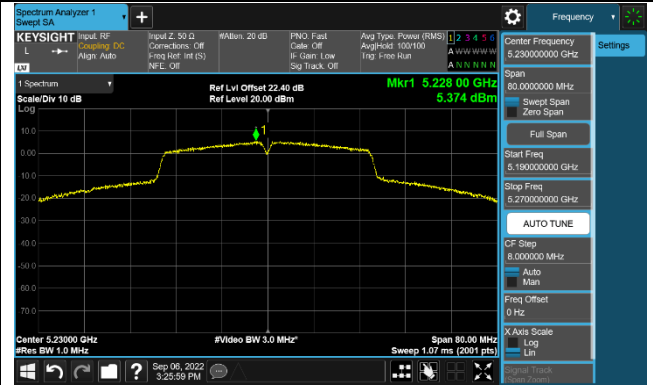 Spectrum Analyzer 1
Swept SA
Frequency
KEYSIGHT
L
LXI
Input: RF
Coupling: DC
Align: Auto
Input Z: 50 Ω
Corrections: Off
Freq Ref: Int (S)
NFE: Off
#Atten: 20 dB
PNO: Fast
Gate: Off
IF Gain: Low
Sig Track: Off
Avg Type: Power (RMS)
Avg|Hold: 100/100
Trig: Free Run
1 2 3 4 5 6
A W W W W W
A N N N N N
1 Spectrum
Scale/Div 10 dB
Log
Ref Lvl Offset 22.40 dB
Ref Level 20.00 dBm
Mkr1 5.228 00 GHz
5.374 dBm
1
10.0
0.00
-10.0
-20.0
-30.0
-40.0
-50.0
-60.0
-70.0
Center 5.23000 GHz
#Res BW 1.0 MHz
#Video BW 3.0 MHz*
Span 80.00 MHz
Sweep 1.07 ms (2001 pts)
Center Frequency
5.230000000 GHz
Settings
Span
80.0000000 MHz
Swept Span
Zero Span
Full Span
Start Freq
5.190000000 GHz
Stop Freq
5.270000000 GHz
AUTO TUNE
CF Step
8.000000 MHz
Auto
Man
Freq Offset
0 Hz
X Axis Scale
Log
Lin
Signal Track
(Span Zoom)
Sep 06, 2022
3:25:59 PM